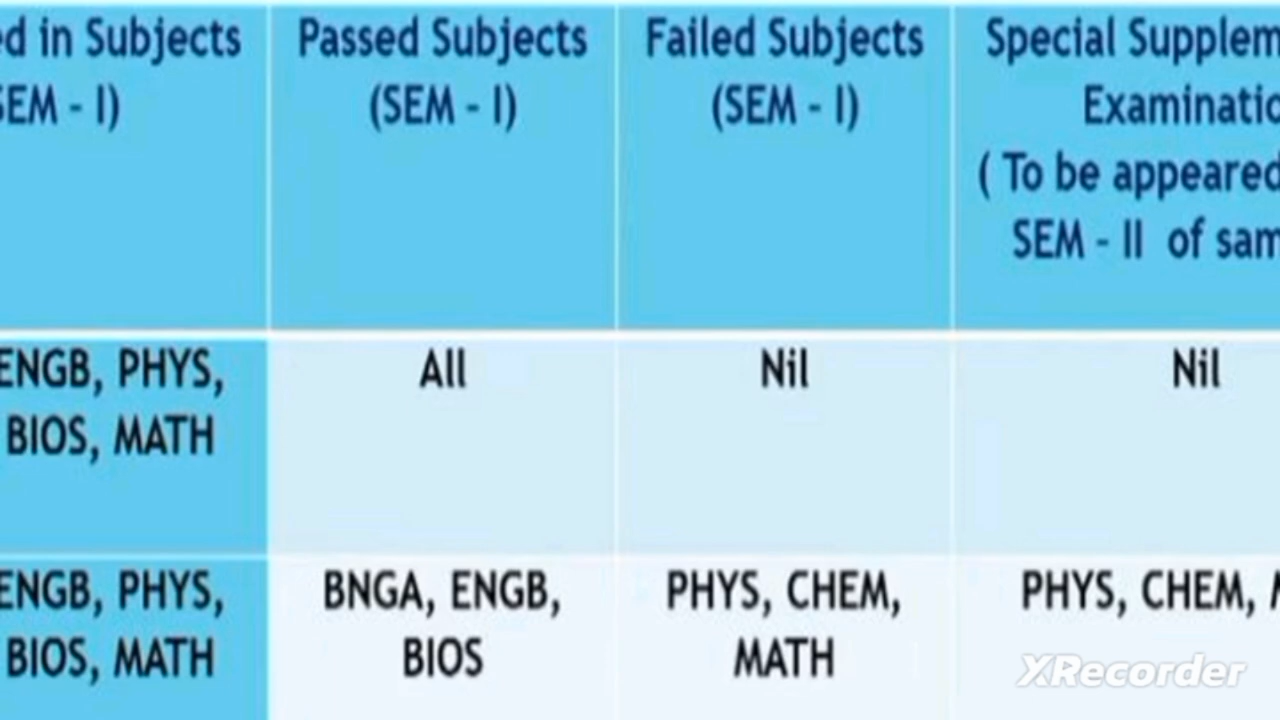 ed in Subjects
SEM - I)
Passed Subjects
(SEM - I)
Failed Subjects
(SEM - I)
Special Supplem
Examinatio
( To be appeared
SEM - II of sam
ENGB, PHYS,
BIOS, MATH
All
Nil
Nil
ENGB, PHYS,
BIOS, MATH
BNGA, ENGB,
BIOS
PHYS, CHEM,
MATH
PHYS, CHEM, M
XRecorder